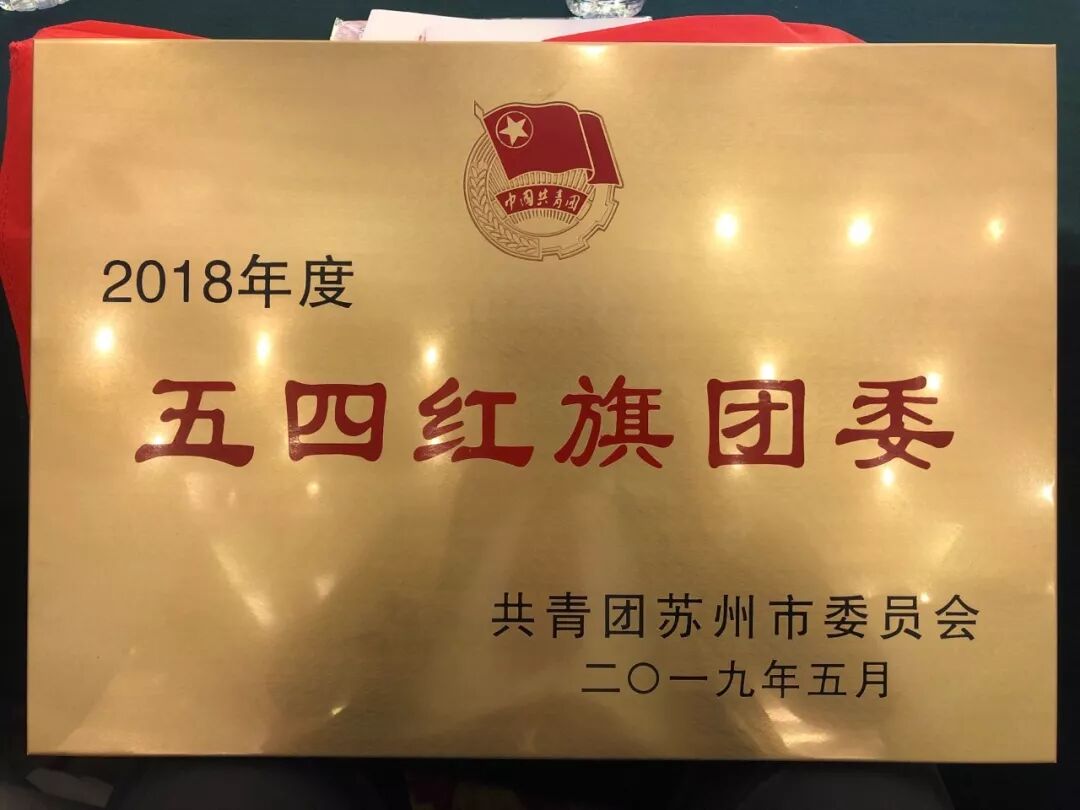 中国共青团
2018年度
五四红旗团委
共青团苏州市委员会
二〇一九年五月